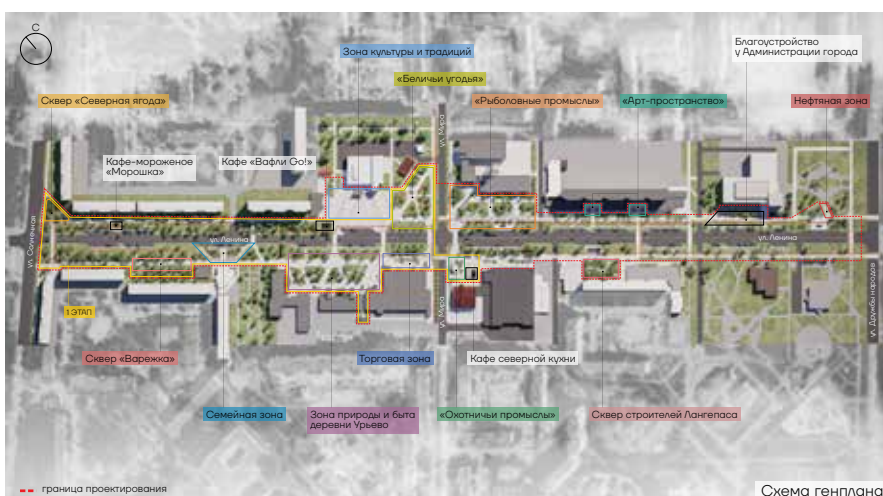 С
Зона культуры и традиций
Благоустройство
у Администрации города
«Беличьи угодья»
Сквер «Северная ягода»
«Рыболовные промыслы»
«Арт-пространство»
Нефтяная зона
ул. Мира
Кафе-мороженое
«Морошка»
Кафе «Вафли Go!»
ул. Солнечная
ул. Ленина
ул. Ленина
1 ЭТАП
ул. Мира
ул. Дружбы народов
Сквер «Варежка»
Торговая зона
Кафе северной кухни
Семейная зона
Зона природы и быта
деревни Урьево
«Охотничьи промыслы»
Сквер строителей Лангепаса
граница проектирования
Схема генплана